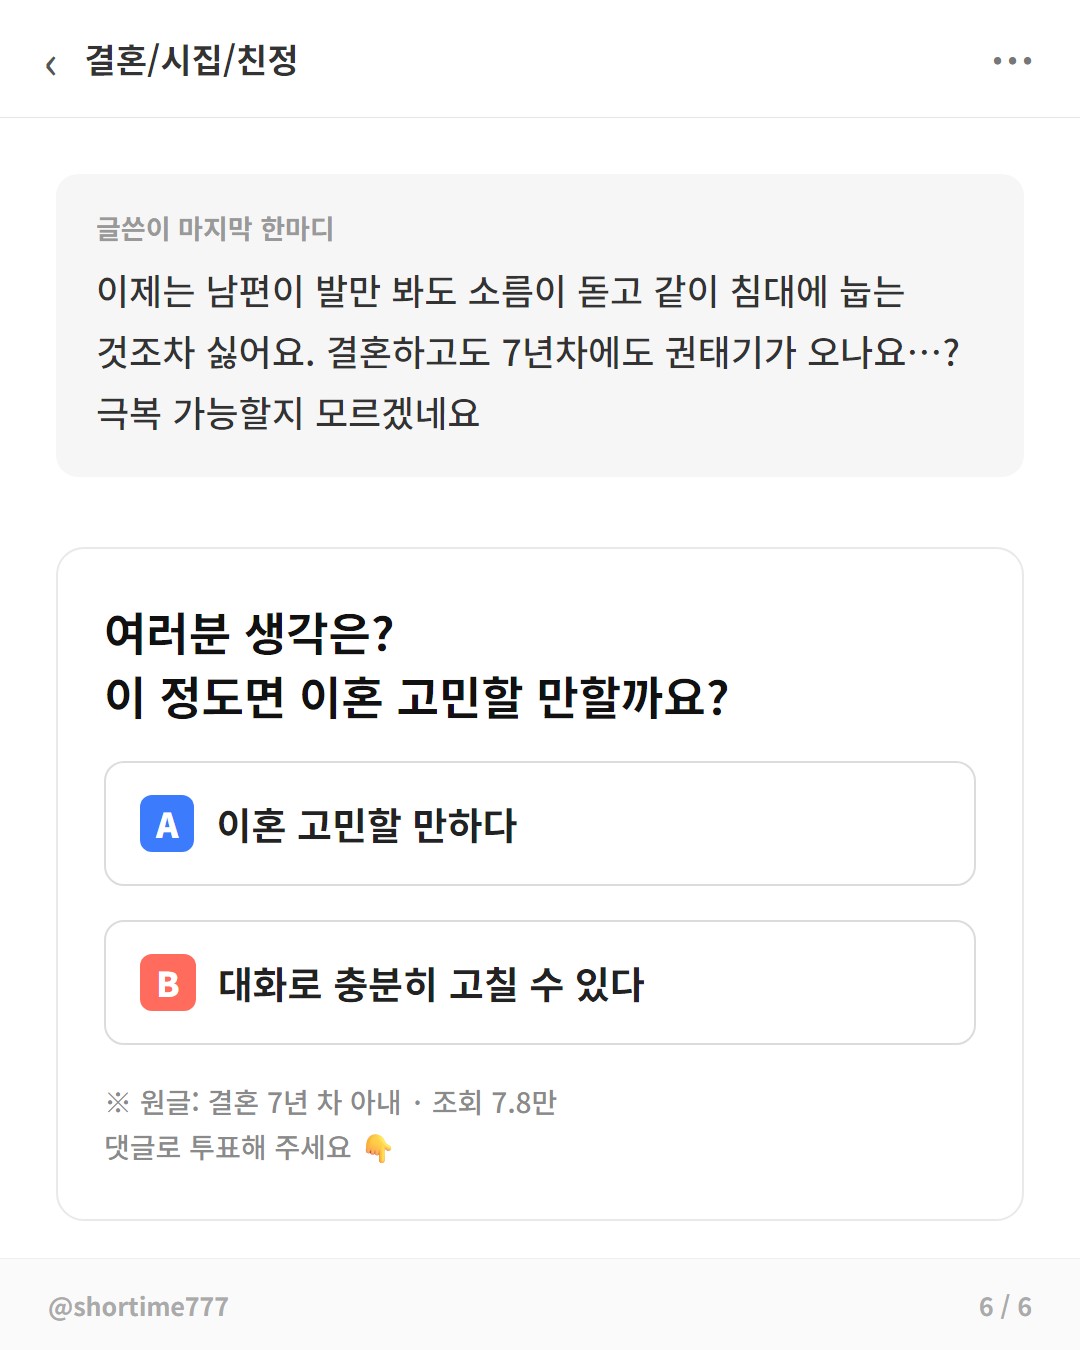 ‹ 결혼/시집/친정 •••
글쓴이 마지막 한마디
이제는 남편이 발만 봐도 소름이 돋고 같이 침대에 눕는
것조차 싫어요. 결혼하고도 7년차에도 권태기가 오나요…?
극복 가능할지 모르겠네요
여러분 생각은?
이 정도면 이혼 고민할 만할까요?
A 이혼 고민할 만하다
B 대화로 충분히 고칠 수 있다
※ 원글: 결혼 7년 차 아내 · 조회 7.8만
댓글로 투표해 주세요 👇
@shortime777 6 / 6